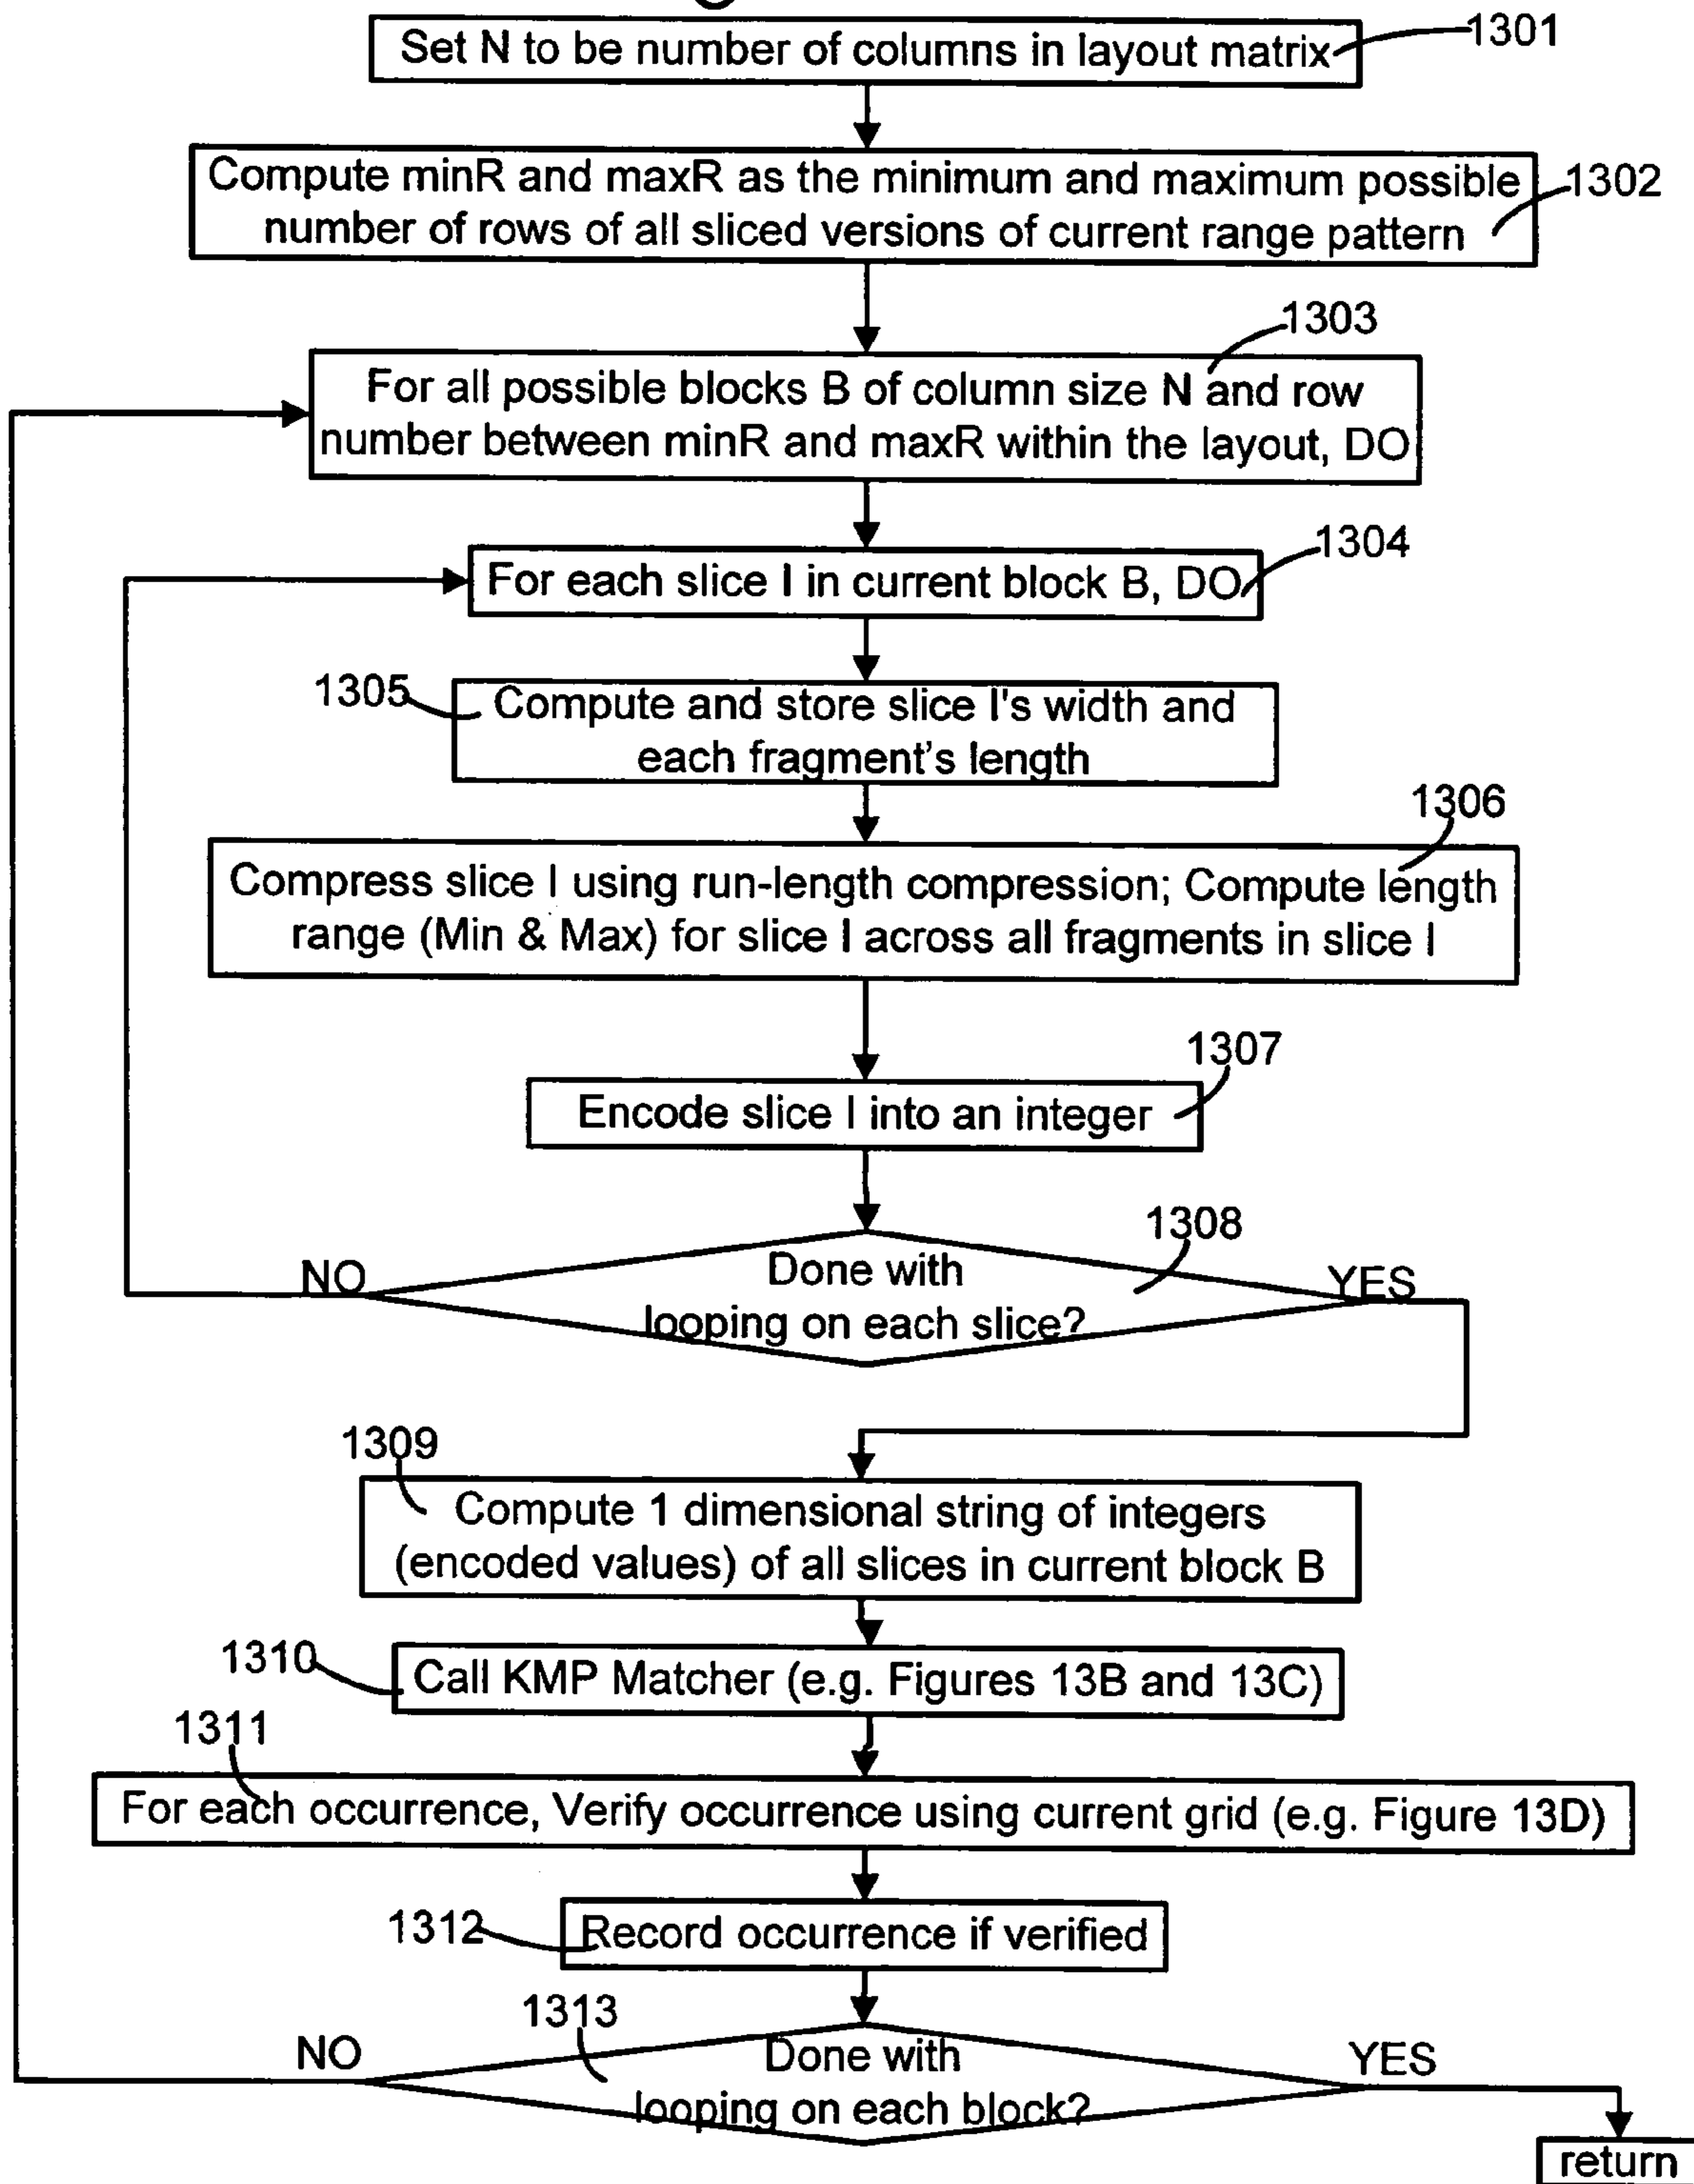 1301
Set N to be number of columns in layout matrix
Compute minR and maxR as the minimum and maximum possible
number of rows of all sliced versions of current range pattern
1302
1303
For all possible blocks B of column size N and row
number between minR and maxR within the layout, DO
1304
For each slice I in current block B, DO
1305
Compute and store slice I's width and
each fragment's length
1306
Compress slice I using run-length compression; Compute length
range (Min & Max) for slice I across all fragments in slice I
1307
Encode slice I into an integer
1308
NO
Done with
looping on each slice?
YES
1309
Compute 1 dimensional string of integers
(encoded values) of all slices in current block B
1310
Call KMP Matcher (e.g. Figures 13B and 13C)
1311
For each occurrence, Verify occurrence using current grid (e.g. Figure 13D)
1312
Record occurrence if verified
1313
NO
Done with
looping on each block?
YES
return